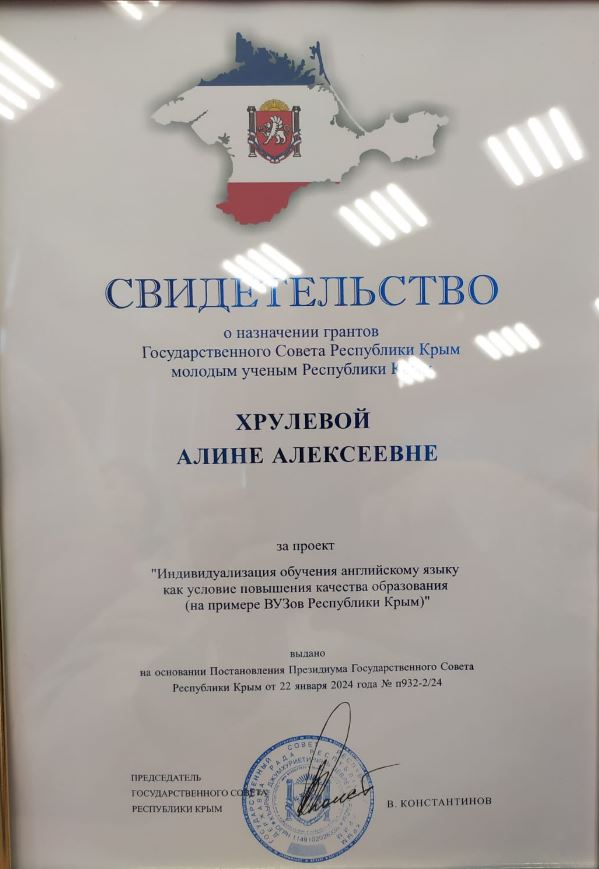 СВИДЕТЕЛЬСТВО
о назначении грантов
Государственного Совета Республики Крым
молодым ученым Республики
ХРУЛЕВОЙ
АЛИНЕ АЛЕКСЕЕВНЕ
за проект
"Индивидуализация обучения английскому языку
как условие повышения качества образования
(на примере ВУЗов Республики Крым)"
выдано
на основании Постановления Президиума Государственного Совета
Республики Крым от 22 января 2024 года № п932-2/24
ПРЕДСЕДАТЕЛЬ
ГОСУДАРСТВЕННОГО СОВЕТА
РЕСПУБЛИКИ КРЫМ
В. КОНСТАНТИНОВ